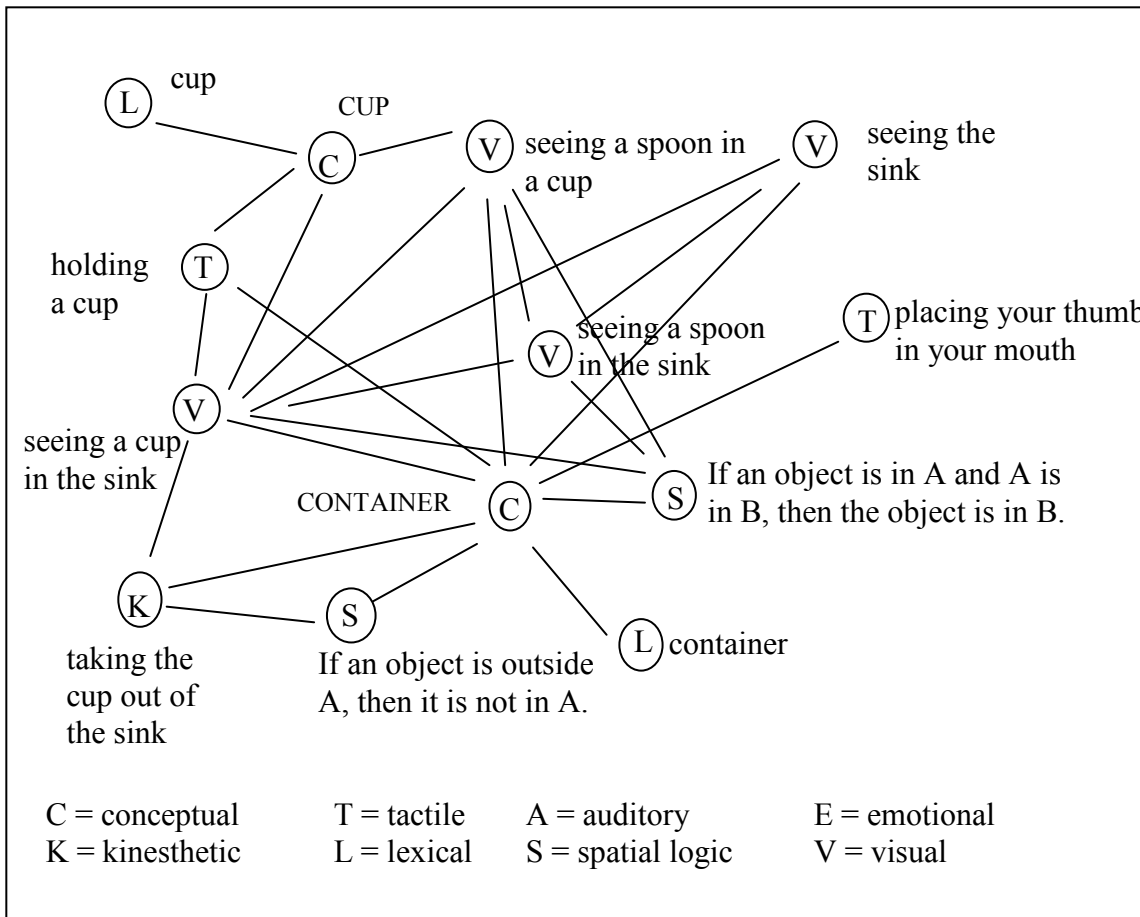 cup
L
CUP
C
V
seeing a spoon in
a cup
V
seeing the
sink
holding
a cup
T
V
seeing a spoon
in the sink
T
placing your thumb
in your mouth
V
seeing a cup
in the sink
CONTAINER
C
S
If an object is in A and A is
in B, then the object is in B.
K
taking the
cup out of
the sink
S
If an object is outside
A, then it is not in A.
L
container
C = conceptual
T = tactile
A = auditory
E = emotional
K = kinesthetic
L = lexical
S = spatial logic
V = visual